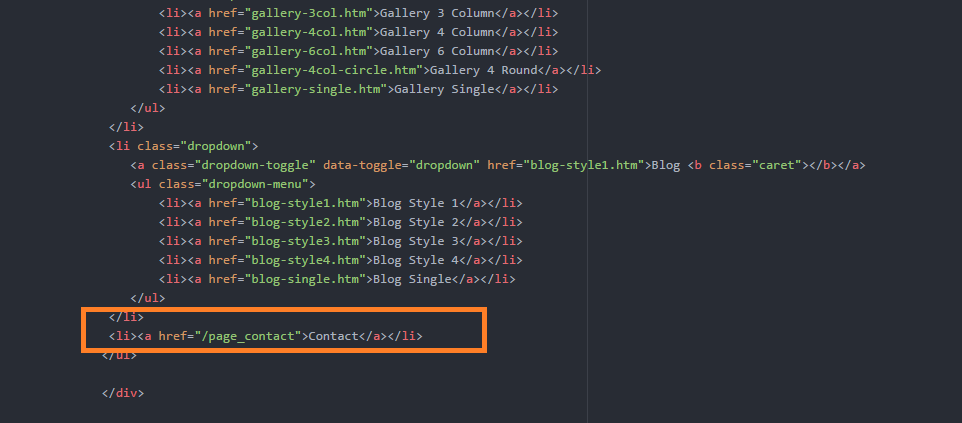 <li><a href="gallery-3col.htm">Gallery 3 Column</a></li>
<li><a href="gallery-4col.htm">Gallery 4 Column</a></li>
<li><a href="gallery-6col.htm">Gallery 6 Column</a></li>
<li><a href="gallery-4col-circle.htm">Gallery 4 Round</a></li>
<li><a href="gallery-single.htm">Gallery Single</a></li>
</ul>
</li>
<li class="dropdown">
<a class="dropdown-toggle" data-toggle="dropdown" href="blog-style1.htm">Blog <b class="caret"></b></a>
<ul class="dropdown-menu">
<li><a href="blog-style1.htm">Blog Style 1</a></li>
<li><a href="blog-style2.htm">Blog Style 2</a></li>
<li><a href="blog-style3.htm">Blog Style 3</a></li>
<li><a href="blog-style4.htm">Blog Style 4</a></li>
<li><a href="blog-single.htm">Blog Single</a></li>
</ul>
</li>
<li><a href="/page_contact">Contact</a></li>
</ul>
</div>